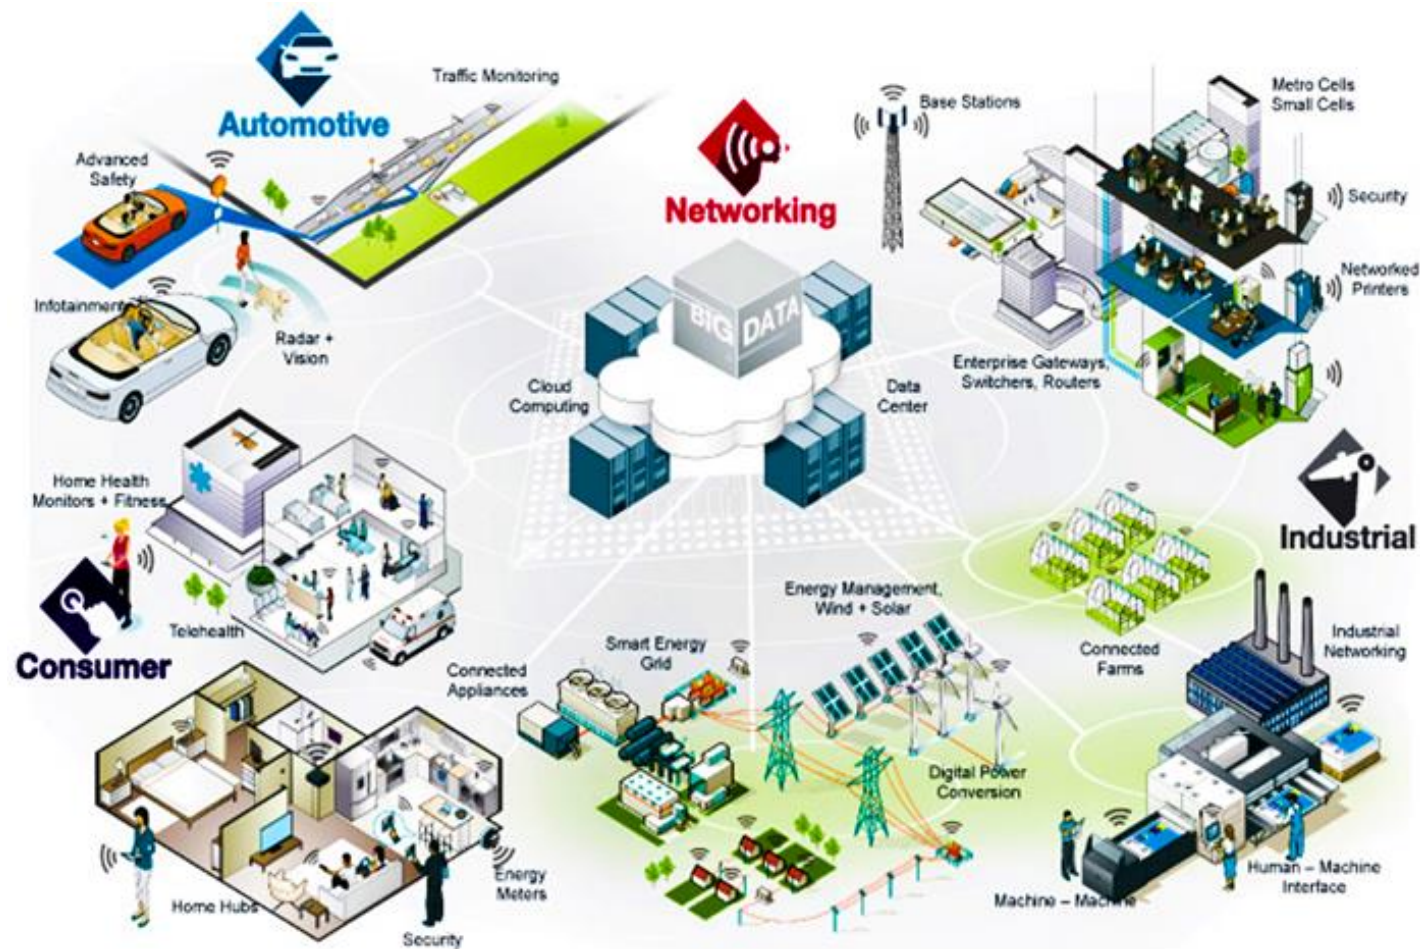 Automotive
Traffic Monitoring
Advanced
Safety
Infotainment
Radar +
Vision
Networking
BIG DATA
Cloud
Computing
Data
Center
Base Stations
Metro Cells
Small Cells
Security
Networked
Printers
Enterprise Gateways,
Switchers, Routers
Home Health
Monitors + Fitness
Consumer
Telehealth
Connected
Appliances
Home Hubs
Security
Energy
Meters
Smart Energy
Grid
Energy Management,
Wind + Solar
Digital Power
Conversion
Industrial
Connected
Farms
Industrial
Networking
Machine – Machine
Human – Machine
Interface